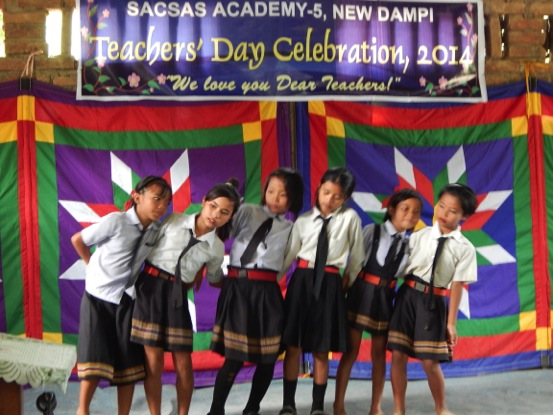 SACSAS ACADEMY-5, NEW DAMPI
Teachers' Day Celebration, 2014
"We love you Dear Teachers!"